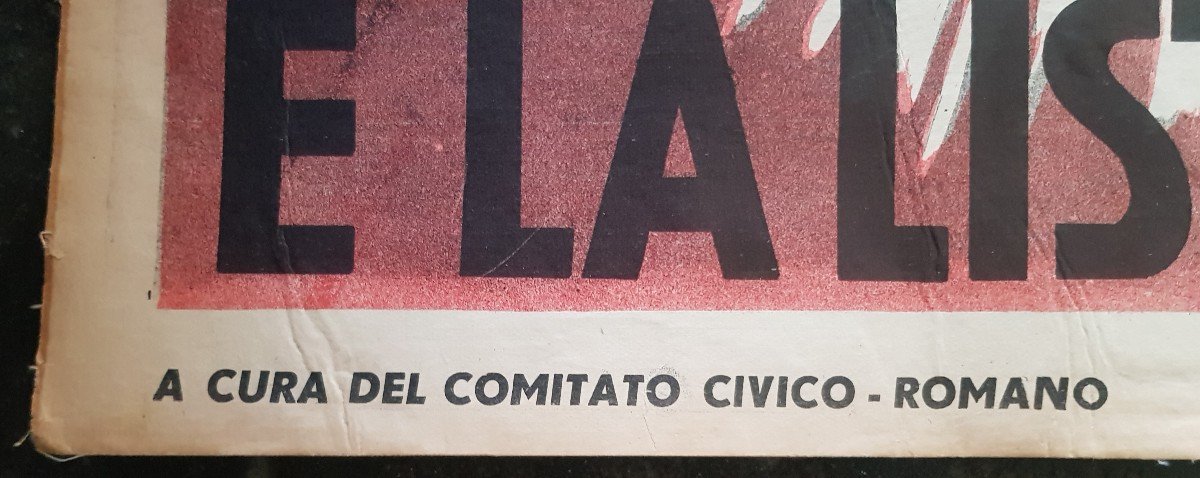 E LA LIS
A CURA DEL COMITATO CIVICO - ROMANO